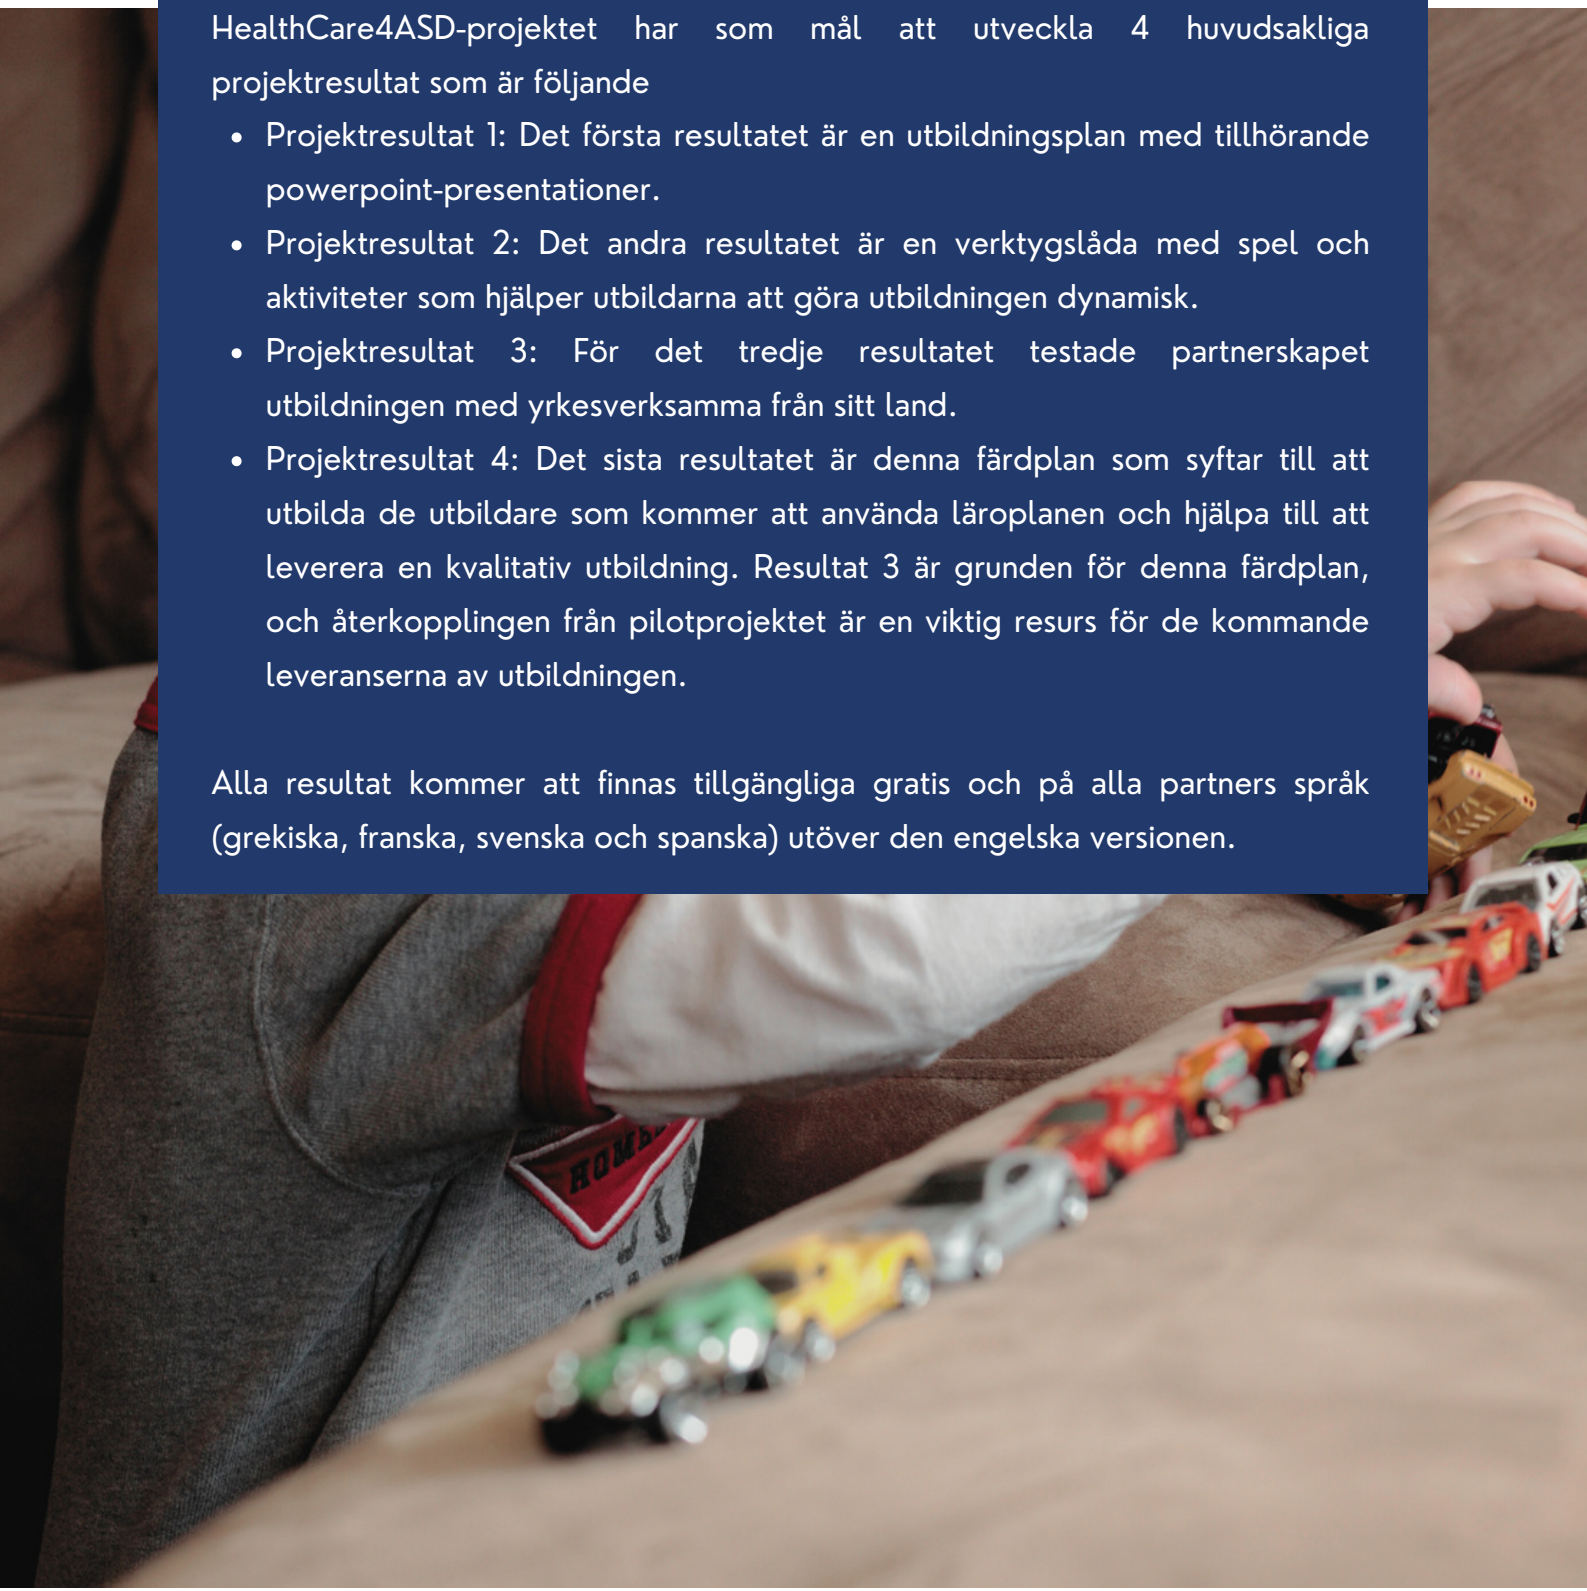 HealthCare4ASD-projektet har som mål att utveckla 4 huvudsakliga
projektresultat som är följande
• Projektresultat 1: Det första resultatet är en utbildningsplan med tillhörande
powerpoint-presentationer.
• Projektresultat 2: Det andra resultatet är en verktygslåda med spel och
aktiviteter som hjälper utbildarna att göra utbildningen dynamisk.
• Projektresultat 3: För det tredje resultatet testade partnerskapet
utbildningen med yrkesverksamma från sitt land.
• Projektresultat 4: Det sista resultatet är denna färdplan som syftar till att
utbilda de utbildare som kommer att använda läroplanen och hjälpa till att
leverera en kvalitativ utbildning. Resultat 3 är grunden för denna färdplan,
och återkopplingen från pilotprojektet är en viktig resurs för de kommande
leveranserna av utbildningen.
Alla resultat kommer att finnas tillgängliga gratis och på alla partners språk
(grekiska, franska, svenska och spanska) utöver den engelska versionen.